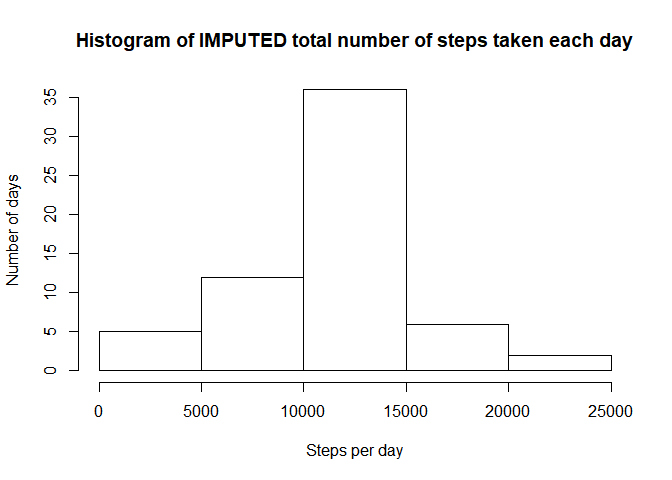 Histogram of IMPUTED total number of steps taken each day
Number of days
35
30
25
20
15
10
5
0
0 5000 10000 15000 20000 25000
Steps per day